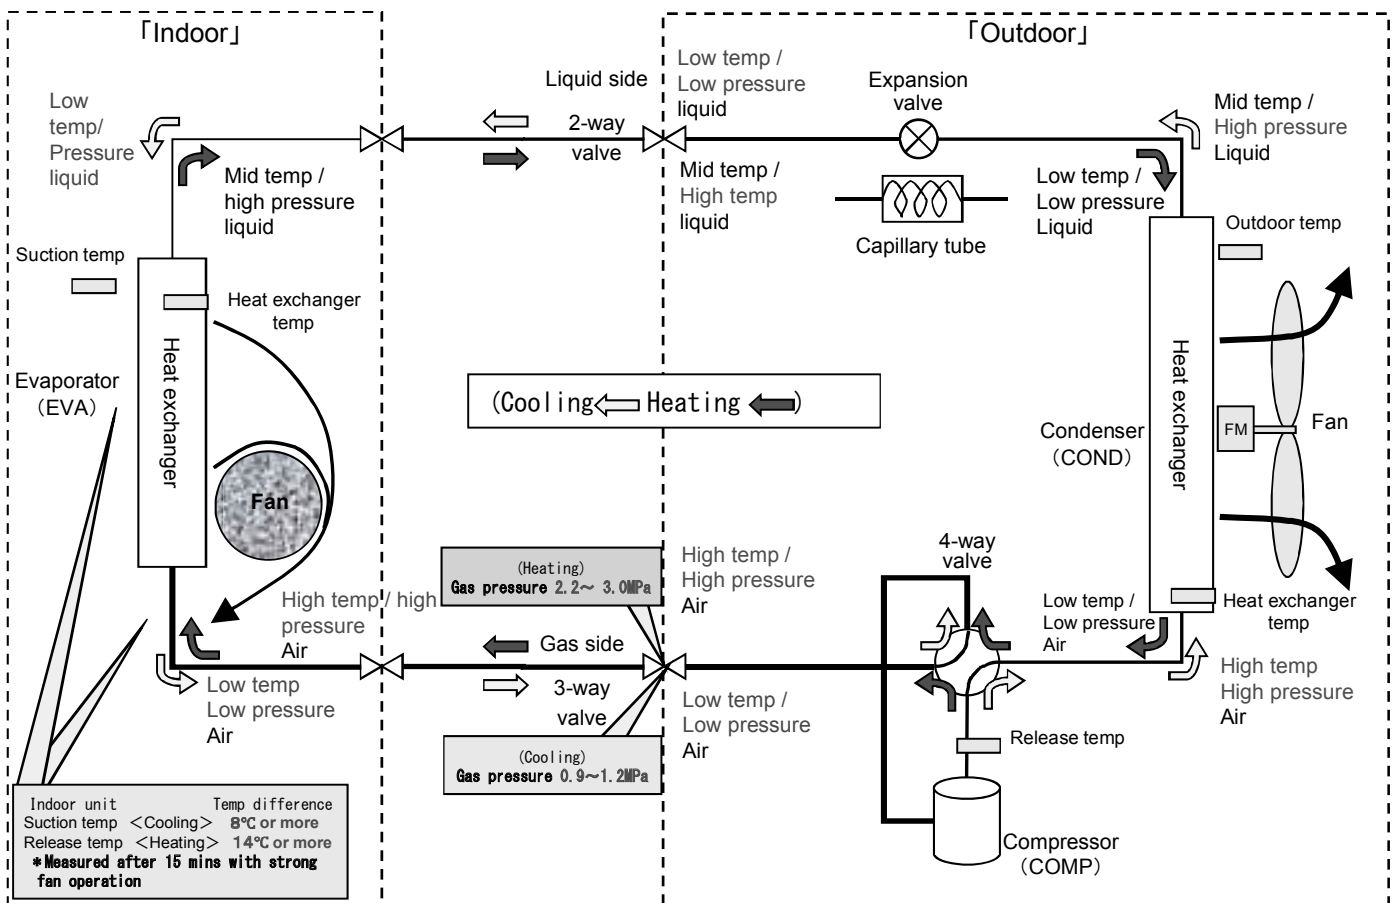 「Indoor」
「Outdoor」
Low
temp/
Pressure
liquid
Mid temp /
high pressure
liquid
Liquid side
2-way
valve
Low temp /
Low pressure
liquid
Mid temp /
High temp
liquid
Expansion
valve
Capillary tube
Mid temp /
High pressure
Liquid
Low temp /
Low pressure
Liquid
Suction temp
Heat exchanger
temp
Heat exchanger
Evaporator
(EVA)
Fan
(Cooling Heating )
Outdoor temp
Heat exchanger
Condenser
(COND)
FM
Fan
(Heating)
Gas pressure 2.2～ 3.0MPa
High temp /
High pressure
Air
4-way
valve
Low temp /
Low pressure
Air
Heat exchanger
temp
High temp / high
pressure
Air
Gas side
3-way
valve
Low temp
Low pressure
Air
Low temp /
Low pressure
Air
High temp
High pressure
Air
(Cooling)
Gas pressure 0.9～1.2MPa
Release temp
Compressor
(COMP)
Indoor unit Temp difference
Suction temp ＜Cooling＞ 8℃ or more
Release temp ＜Heating＞ 14℃ or more
*Measured after 15 mins with strong
fan operation